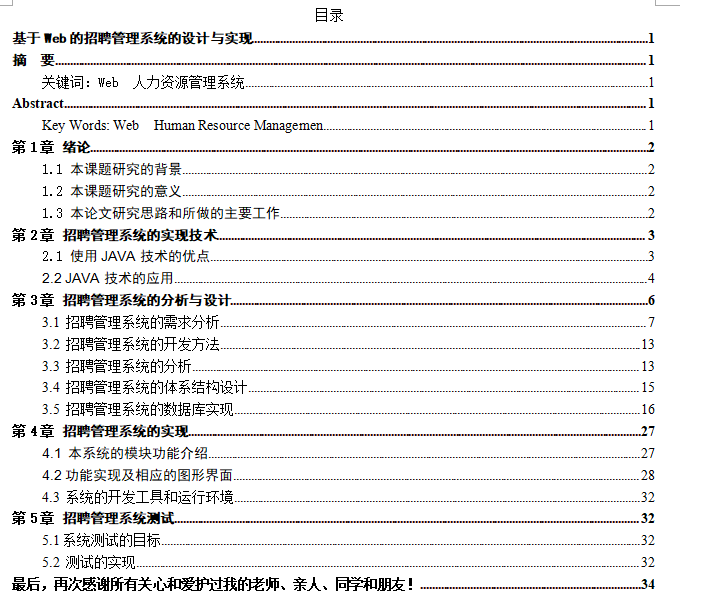 目录
基于 Web 的招聘管理系统的设计与实现 1
摘 要 1
关键词：Web 人力资源管理系统 1
Abstract 1
Key Words: Web Human Resource Managemen 1
第 1 章 绪论 2
1.1 本课题研究的背景 2
1.2 本课题研究的意义 2
1.3 本论文研究思路和所做的主要工作 2
第 2 章 招聘管理系统的实现技术 3
2.1 使用 JAVA 技术的优点 3
2.2 JAVA 技术的应用 4
第 3 章 招聘管理系统的分析与设计 6
3.1 招聘管理系统的需求分析 7
3.2 招聘管理系统的开发方法 13
3.3 招聘管理系统的分析 13
3.4 招聘管理系统的体系结构设计 15
3.5 招聘管理系统的数据库实现 16
第 4 章 招聘管理系统的实现 27
4.1 本系统的模块功能介绍 27
4.2 功能实现及相应的图形界面 28
4.3 系统的开发工具和运行环境 32
第 5 章 招聘管理系统测试 32
5.1 系统测试的目标 32
5.2 测试的实现 32
最后，再次感谢所有关心和爱护过我的老师、亲人、同学和朋友！ 34